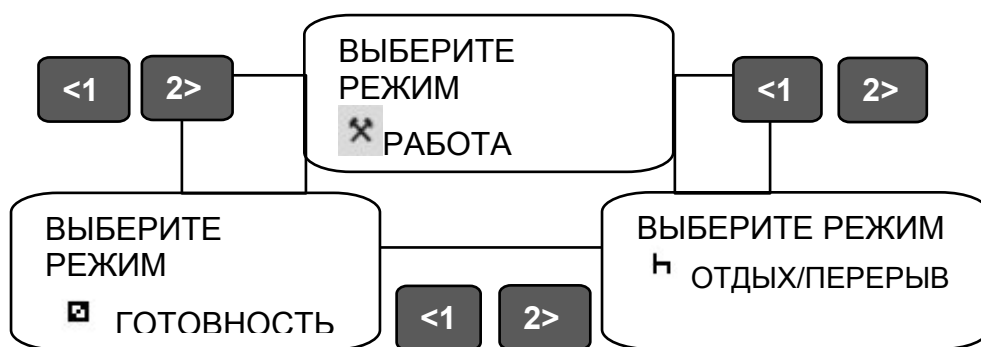 ВЫБЕРИТЕ
РЕЖИМ
РАБОТА
<1 2>
<1 2>
ВЫБЕРИТЕ
РЕЖИМ
ГОТОВНОСТЬ
ВЫБЕРИТЕ РЕЖИМ
ОТДЫХ/ПЕРЕРЫВ
<1 2>